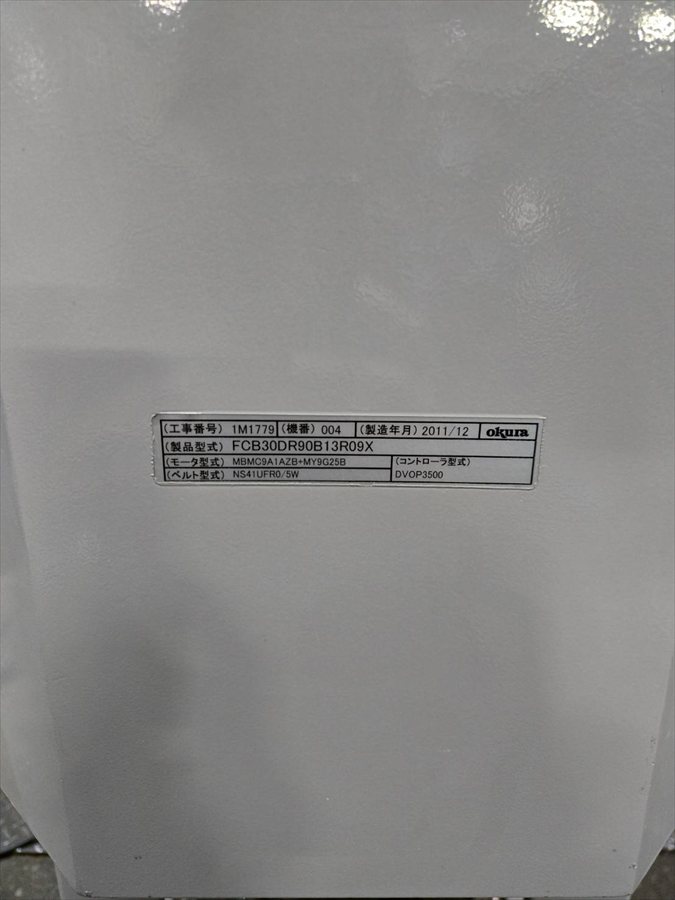 (工事番号) 1M1779 (機番) 004 (製造年月) 2011/12 okura
(製品型式) FCB30DR90B13R09X
(モータ型式) MBMC9A1AZB+MY9G25B (コントローラ型式)
(ベルト型式) NS41UFR0/5W DVOP3500